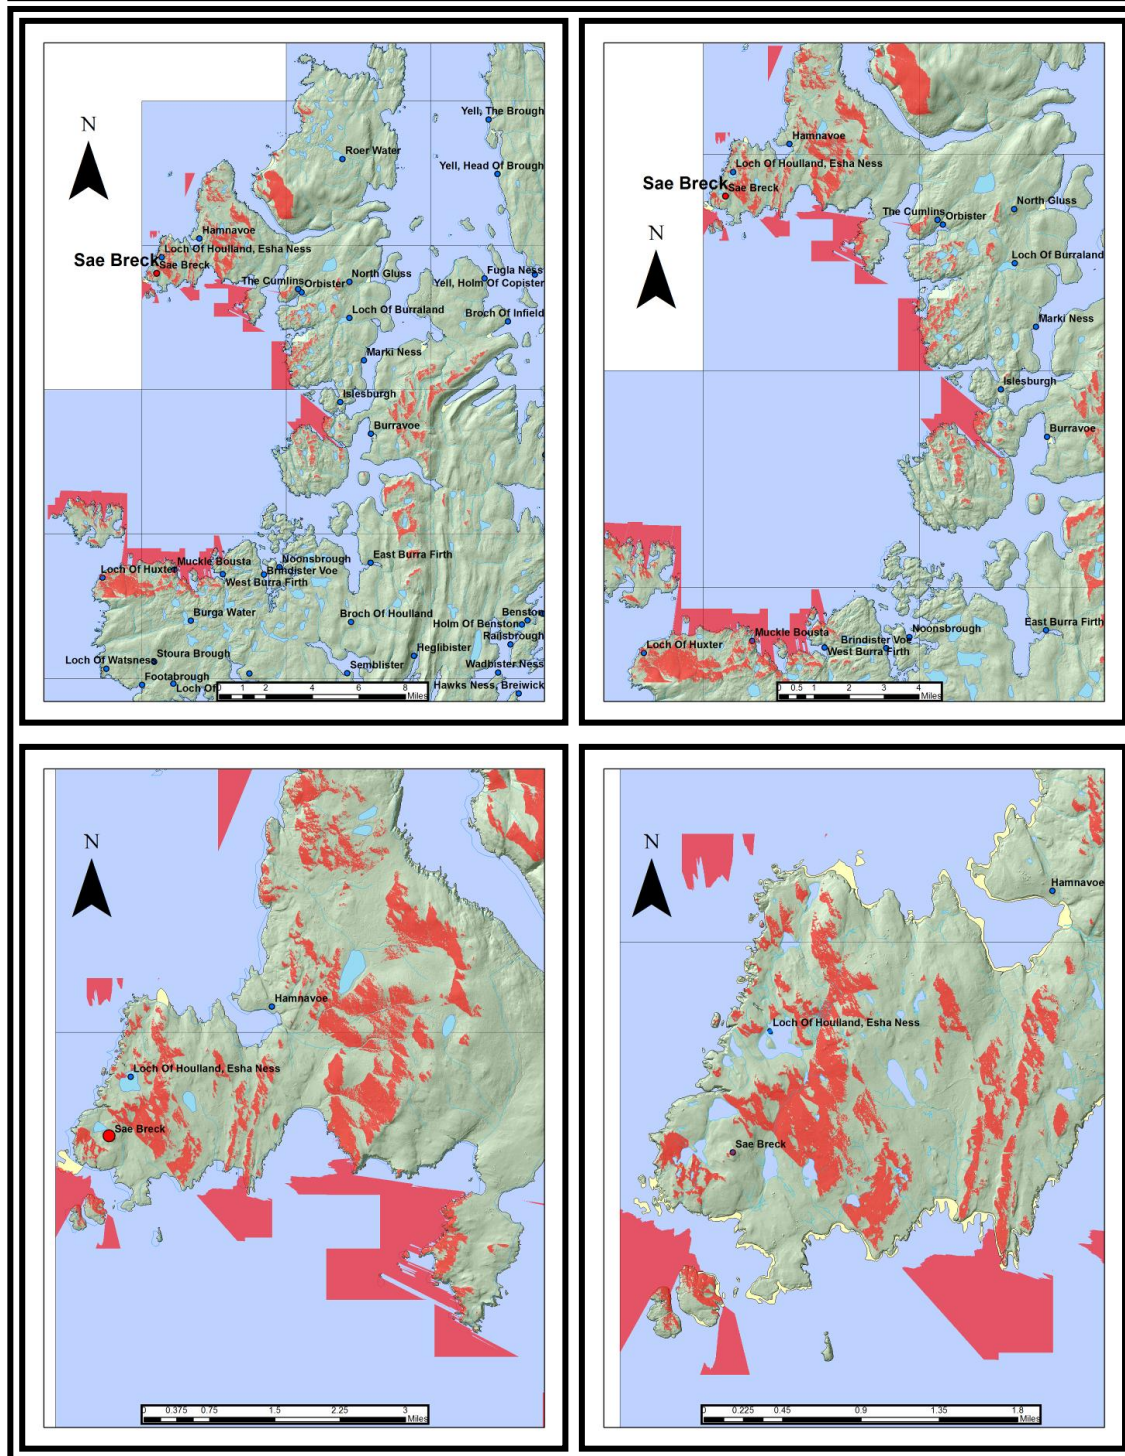 N
Yell, The Brough
Roer Water
Yell, Head Of Brough
Hamnavoe
Loch Of Houlland, Esha Ness
Sae Breck
Sae Breck
The Cumlins
Orbister
North Gluss
Fugla Ness
Yell, Holm Of Copister
Loch Of Burraland
Broch Of Infield
Marki Ness
Islesburgh
Burravoe
Loch Of Huxter
Muckle Bousta
Noonsbrough
East Burra Firth
Brindister Voe
West Burra Firth
Burga Water
Broch Of Houlland
Benston
Holm Of Benston
Railsbrough
Heglibister
Loch Of Watsness
Stoura Brough
Semblister
Wadbister Ness
Footabrough
Loch Of
Hawks Ness, Breiwick
0 1 2 4 6 8
Miles
Hamnavoe
Loch Of Houlland, Esha Ness
Sae Breck
Sae Breck
N
The Cumlins
Orbister
North Gluss
Loch Of Burraland
Marki Ness
Islesburgh
Burravoe
Loch Of Huxter
Muckle Bousta
Noonsbrough
East Burra Firth
Brindister Voe
West Burra Firth
0 0.5 1 2 3 4
Miles
N
Hamnavoe
Loch Of Houlland, Esha Ness
Sae Breck
0 0.375 0.75 1.5 2.25 3
Miles
N
Hamnavoe
Loch Of Houlland, Esha Ness
Sae Breck
0 0.225 0.45 0.9 1.35 1.8
Miles